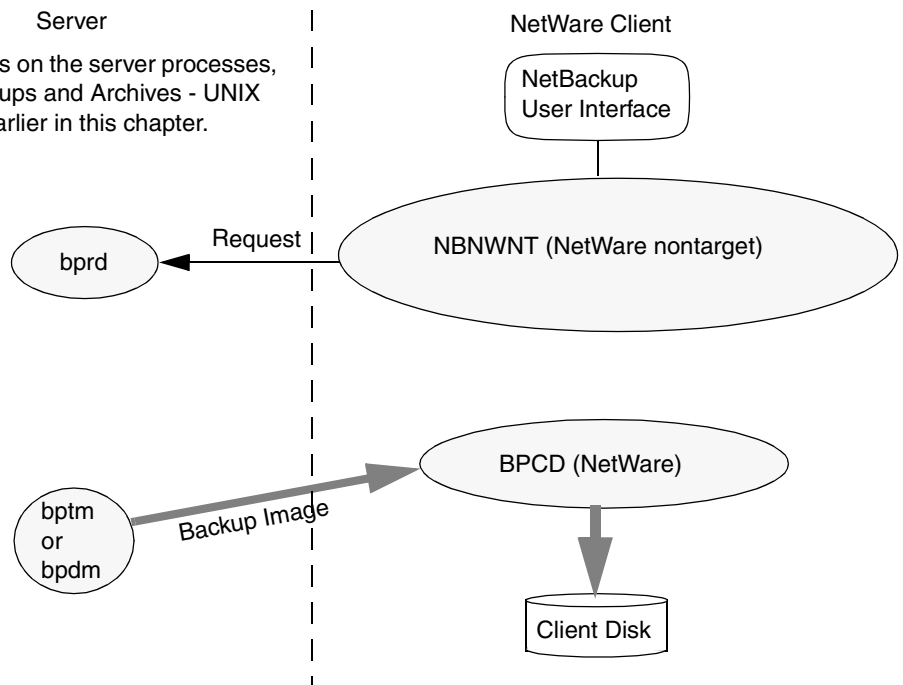 Server
NetWare Client
s on the server processes,
ups and Archives - UNIX
arlier in this chapter.
NetBackup
User Interface
Request
NBNWNT (NetWare nontarget)
bprd
BPCD (NetWare)
Backup Image
bptm
or
bpdm
Client Disk